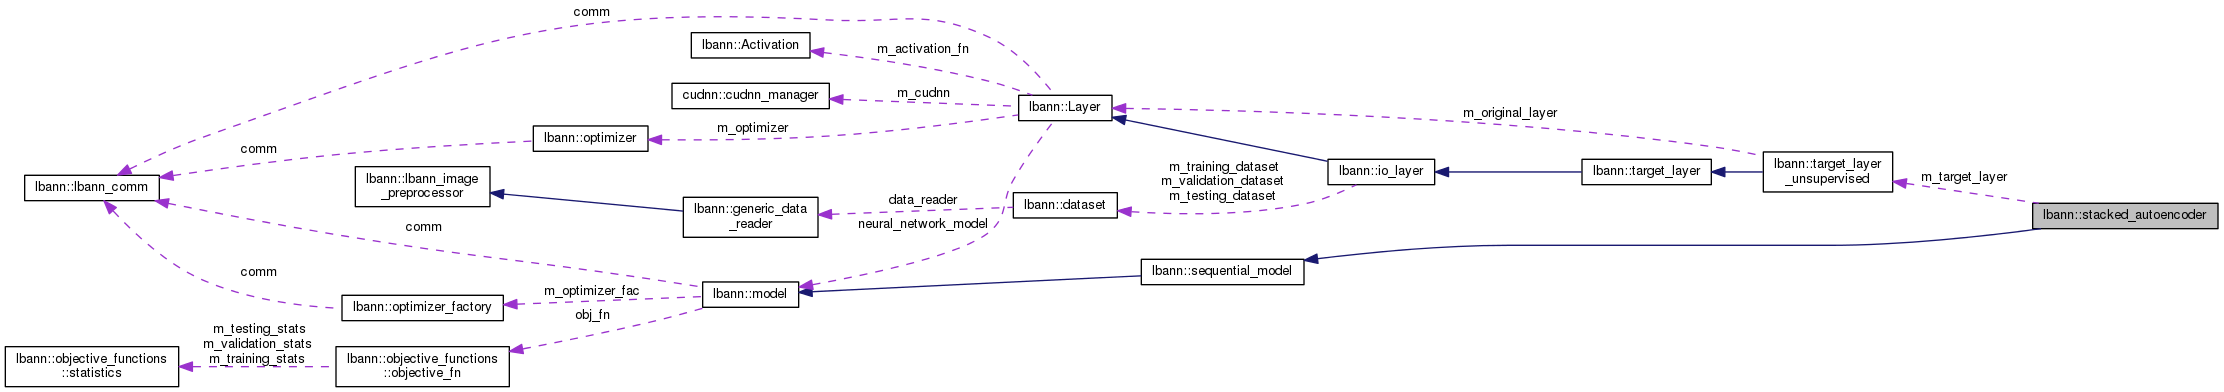 comm
lbann::Activation
m_activation_fn
cudnn::cudnn_manager
m_cudnn
lbann::Layer
m_original_layer
lbann::optimizer
m_optimizer
comm
lbann::lbann_comm
lbann::lbann_image
_preprocessor
m_training_dataset
m_validation_dataset
m_testing_dataset
lbann::io_layer
lbann::target_layer
lbann::target_layer
_unsupervised
m_target_layer
lbann::generic_data
_reader
data_reader
lbann::dataset
lbann::stacked_autoencoder
comm
neural_network_model
comm
lbann::sequential_model
lbann::model
m_optimizer_fac
lbann::optimizer_factory
obj_fn
m_testing_stats
m_validation_stats
m_training_stats
lbann::objective_functions
::statistics
lbann::objective_functions
::objective_fn